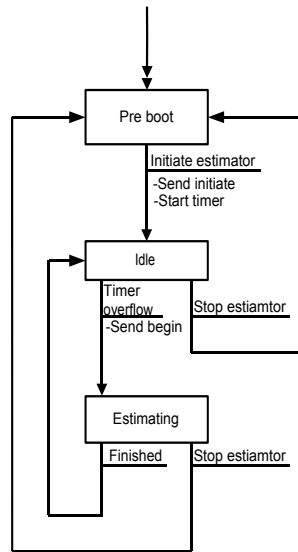 Pre boot
Initiate estimator
-Send initiate
-Start timer
Idle
Timer
overflow
-Send begin
Stop estiamtor
Estimating
Finished
Stop estiamtor